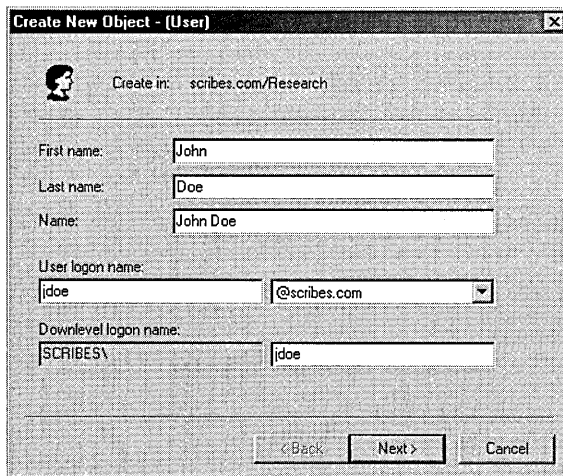 Create New Object - (User)
Create in: scribes.com/Research
First name: John
Last name: Doe
Name: John Doe
User logon name:
jdoe @scribes.com
Downlevel logon name:
SCRIBES\ jdoe
< Back Next > Cancel